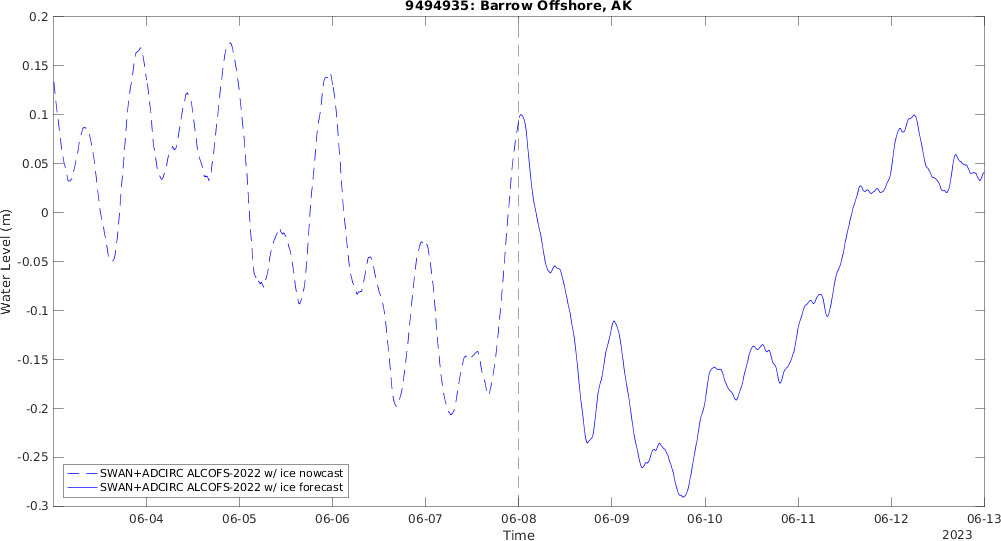 9494935: Barrow Offshore, AK
0.2
0.15
0.1
0.05
0
-0.05
-0.1
-0.15
-0.2
-0.25
-0.3
Water Level (m)
SWAN+ADCIRC ALCOFS-2022 w/ ice nowcast
SWAN+ADCIRC ALCOFS-2022 w/ ice forecast
06-04 06-05 06-06 06-07 06-08 06-09 06-10 06-11 06-12 06-13
Time
2023